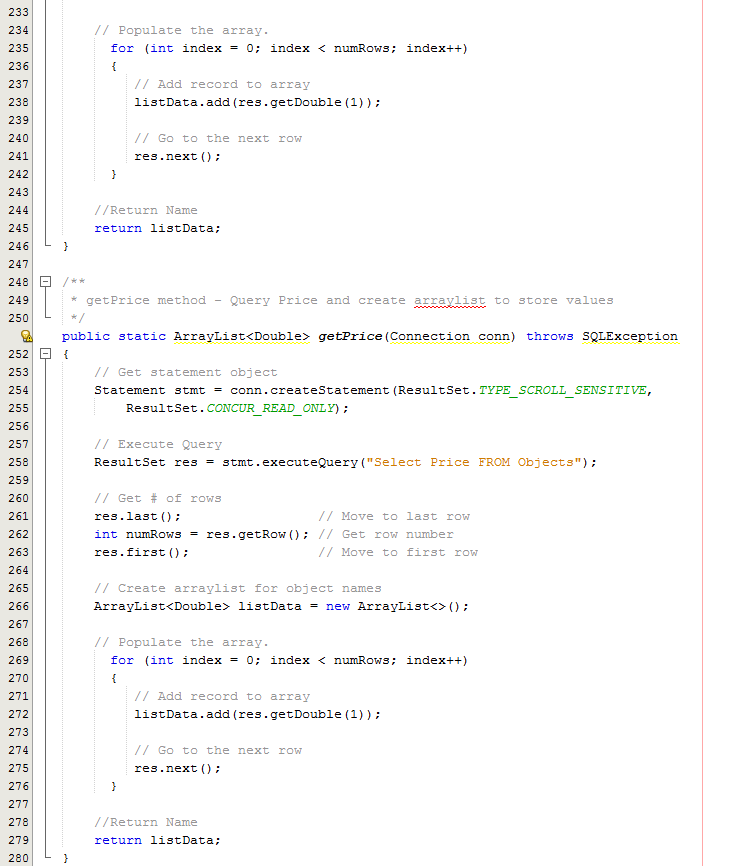 233
234 // Populate the array.
235 for (int index = 0; index < numRows; index++)
236 {
237 // Add record to array
238 listData.add(res.getDouble(1));
239
240 // Go to the next row
241 res.next();
242 }
243
244 //Return Name
245 return listData;
246 }
247
248 /**
249 * getPrice method - Query Price and create arraylist to store values
250 */
public static ArrayList<Double> getPrice(Connection conn) throws SQLException
252 {
253 // Get statement object
254 Statement stmt = conn.createStatement(ResultSet.TYPE_SCROLL_SENSITIVE,
255 ResultSet.CONCUR_READ_ONLY);
256
257 // Execute Query
258 ResultSet res = stmt.executeQuery("Select Price FROM Objects");
259
260 // Get # of rows
261 res.last(); // Move to last row
262 int numRows = res.getRow(); // Get row number
263 res.first(); // Move to first row
264
265 // Create arraylist for object names
266 ArrayList<Double> listData = new ArrayList<>();
267
268 // Populate the array.
269 for (int index = 0; index < numRows; index++)
270 {
271 // Add record to array
272 listData.add(res.getDouble(1));
273
274 // Go to the next row
275 res.next();
276 }
277
278 //Return Name
279 return listData;
280 }